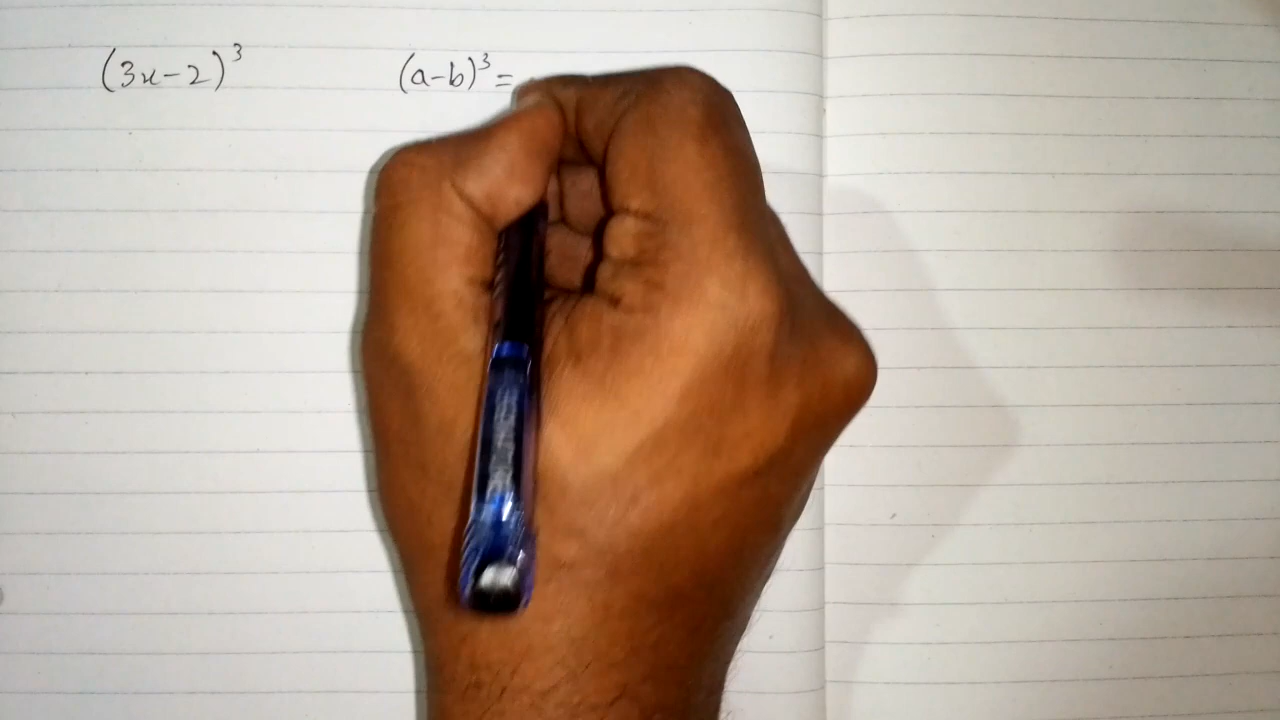 (3x-2)³ (a-b)³ =